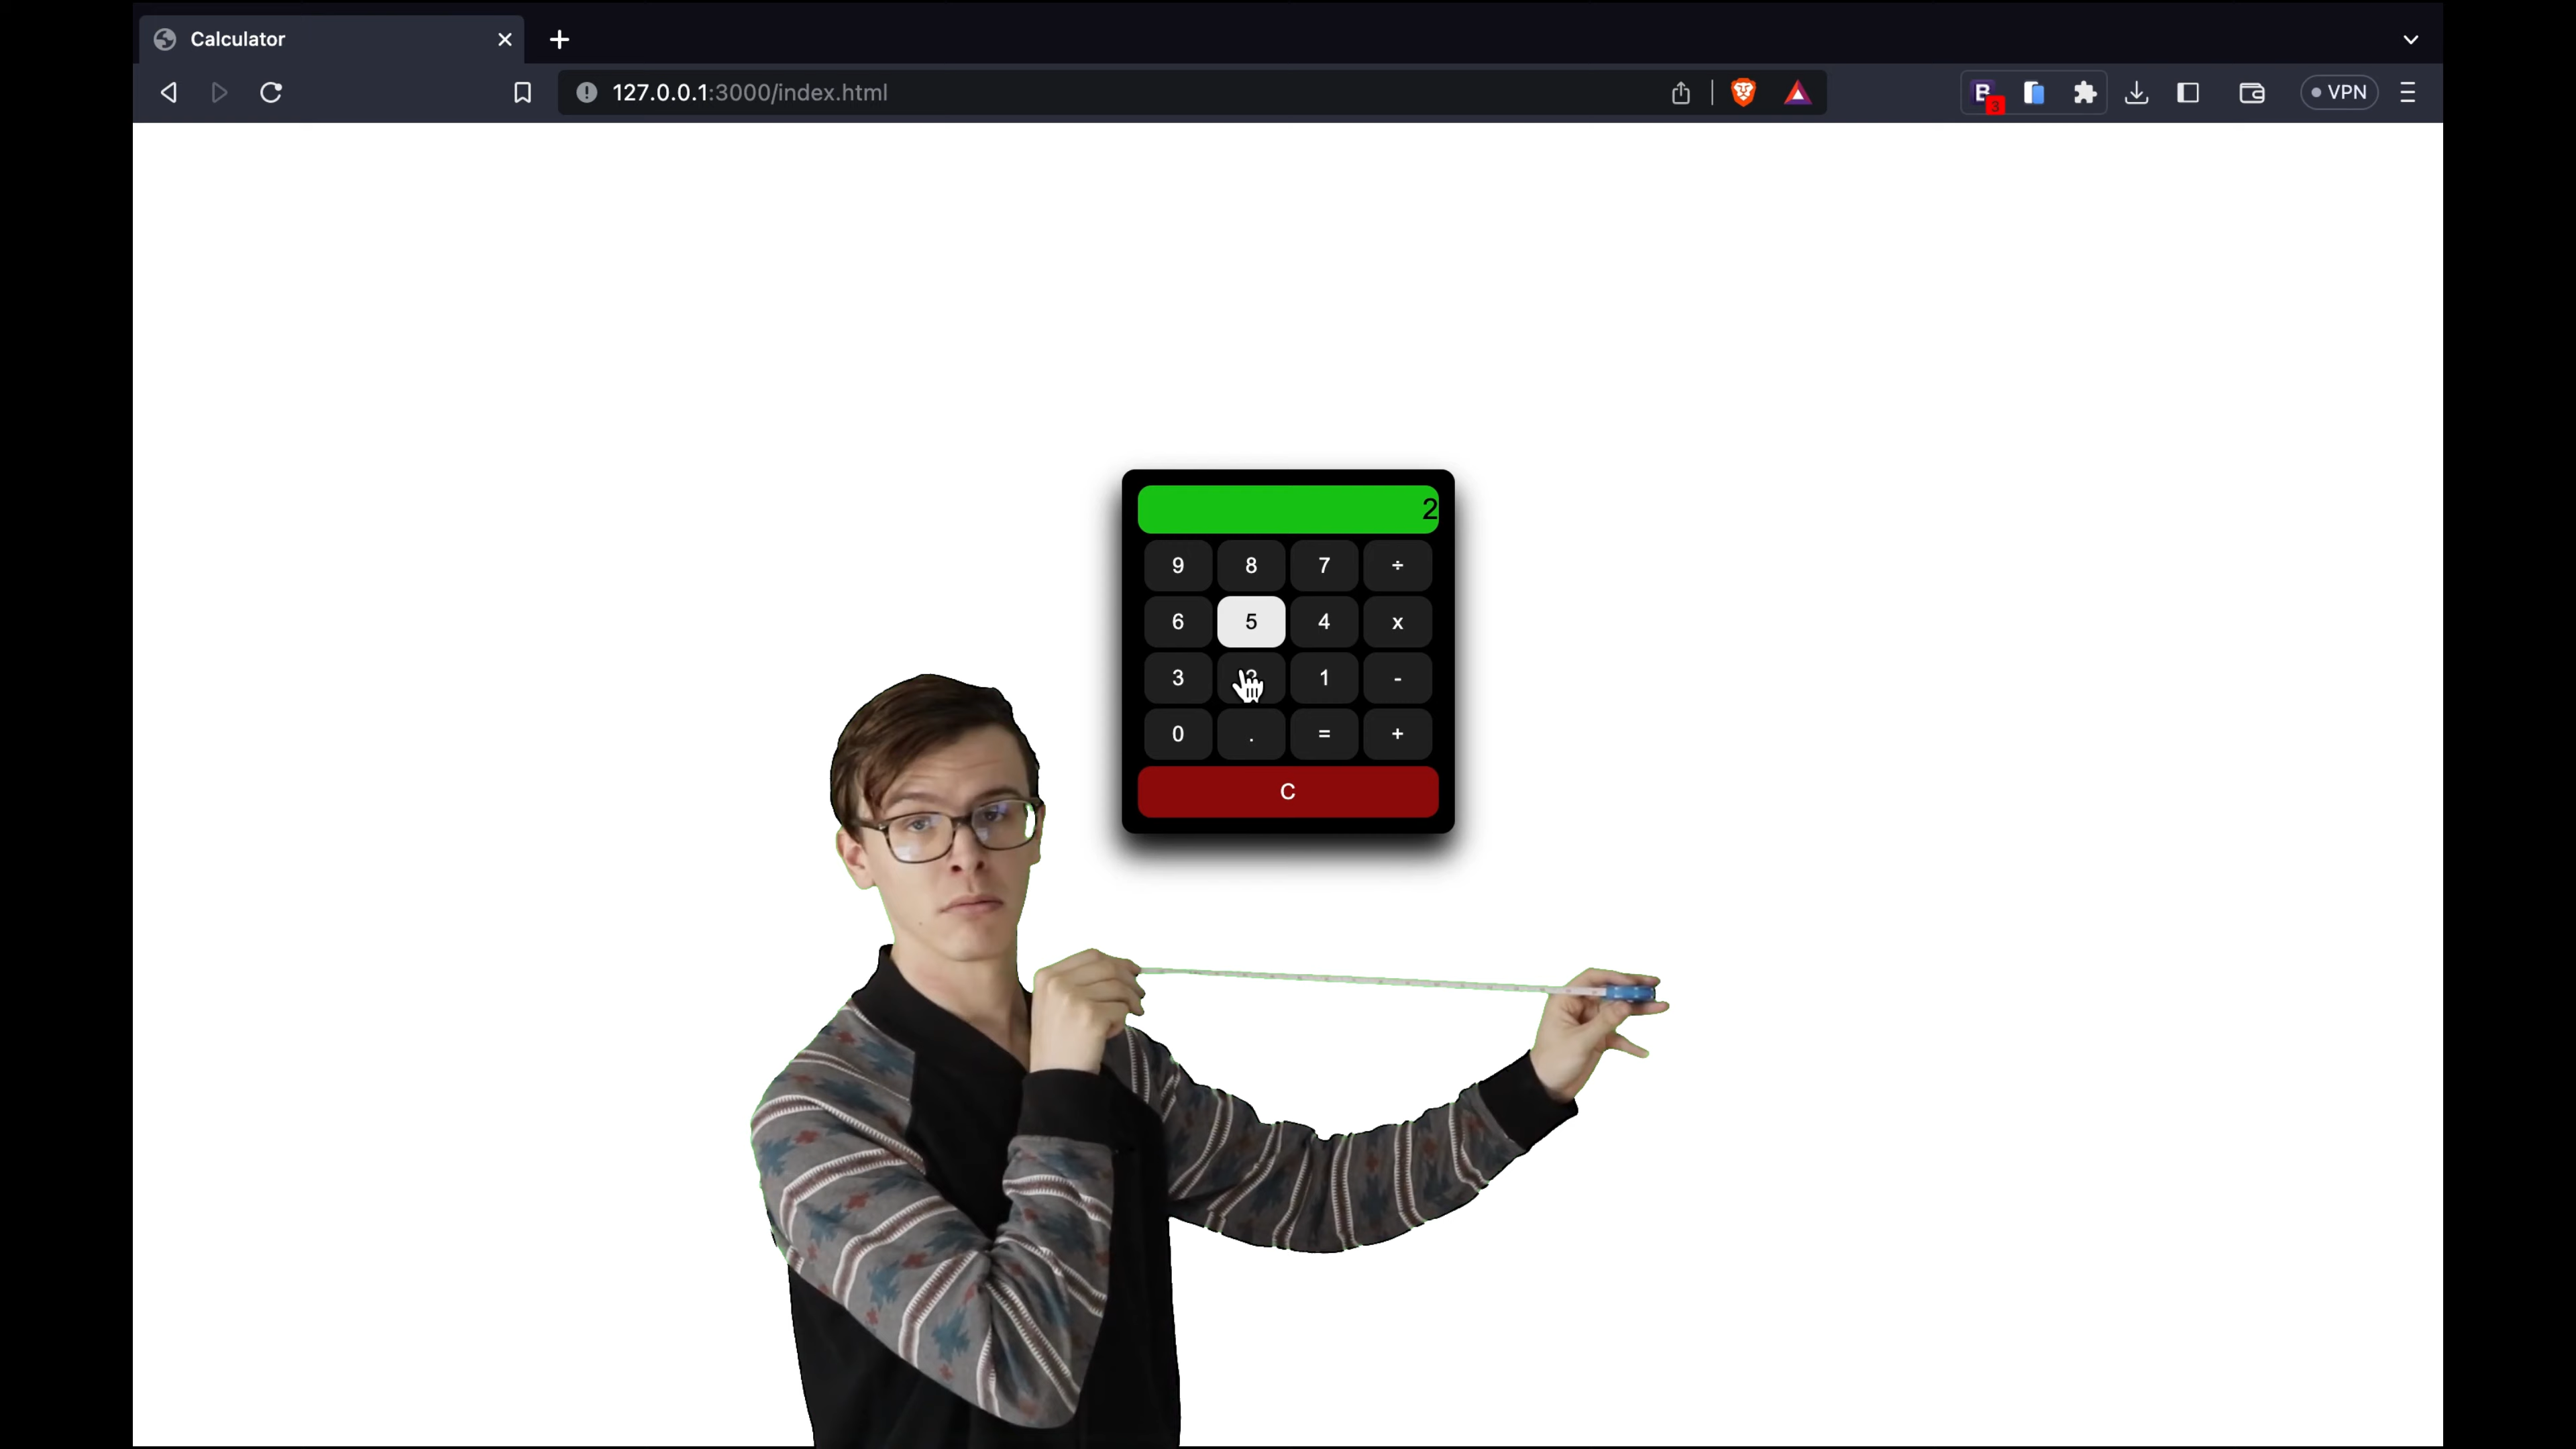 Calculator
127.0.0.1:3000/index.html
B 3
VPN
2
9 8 7 ÷
6 5 4 x
3 1 -
0 . = +
C